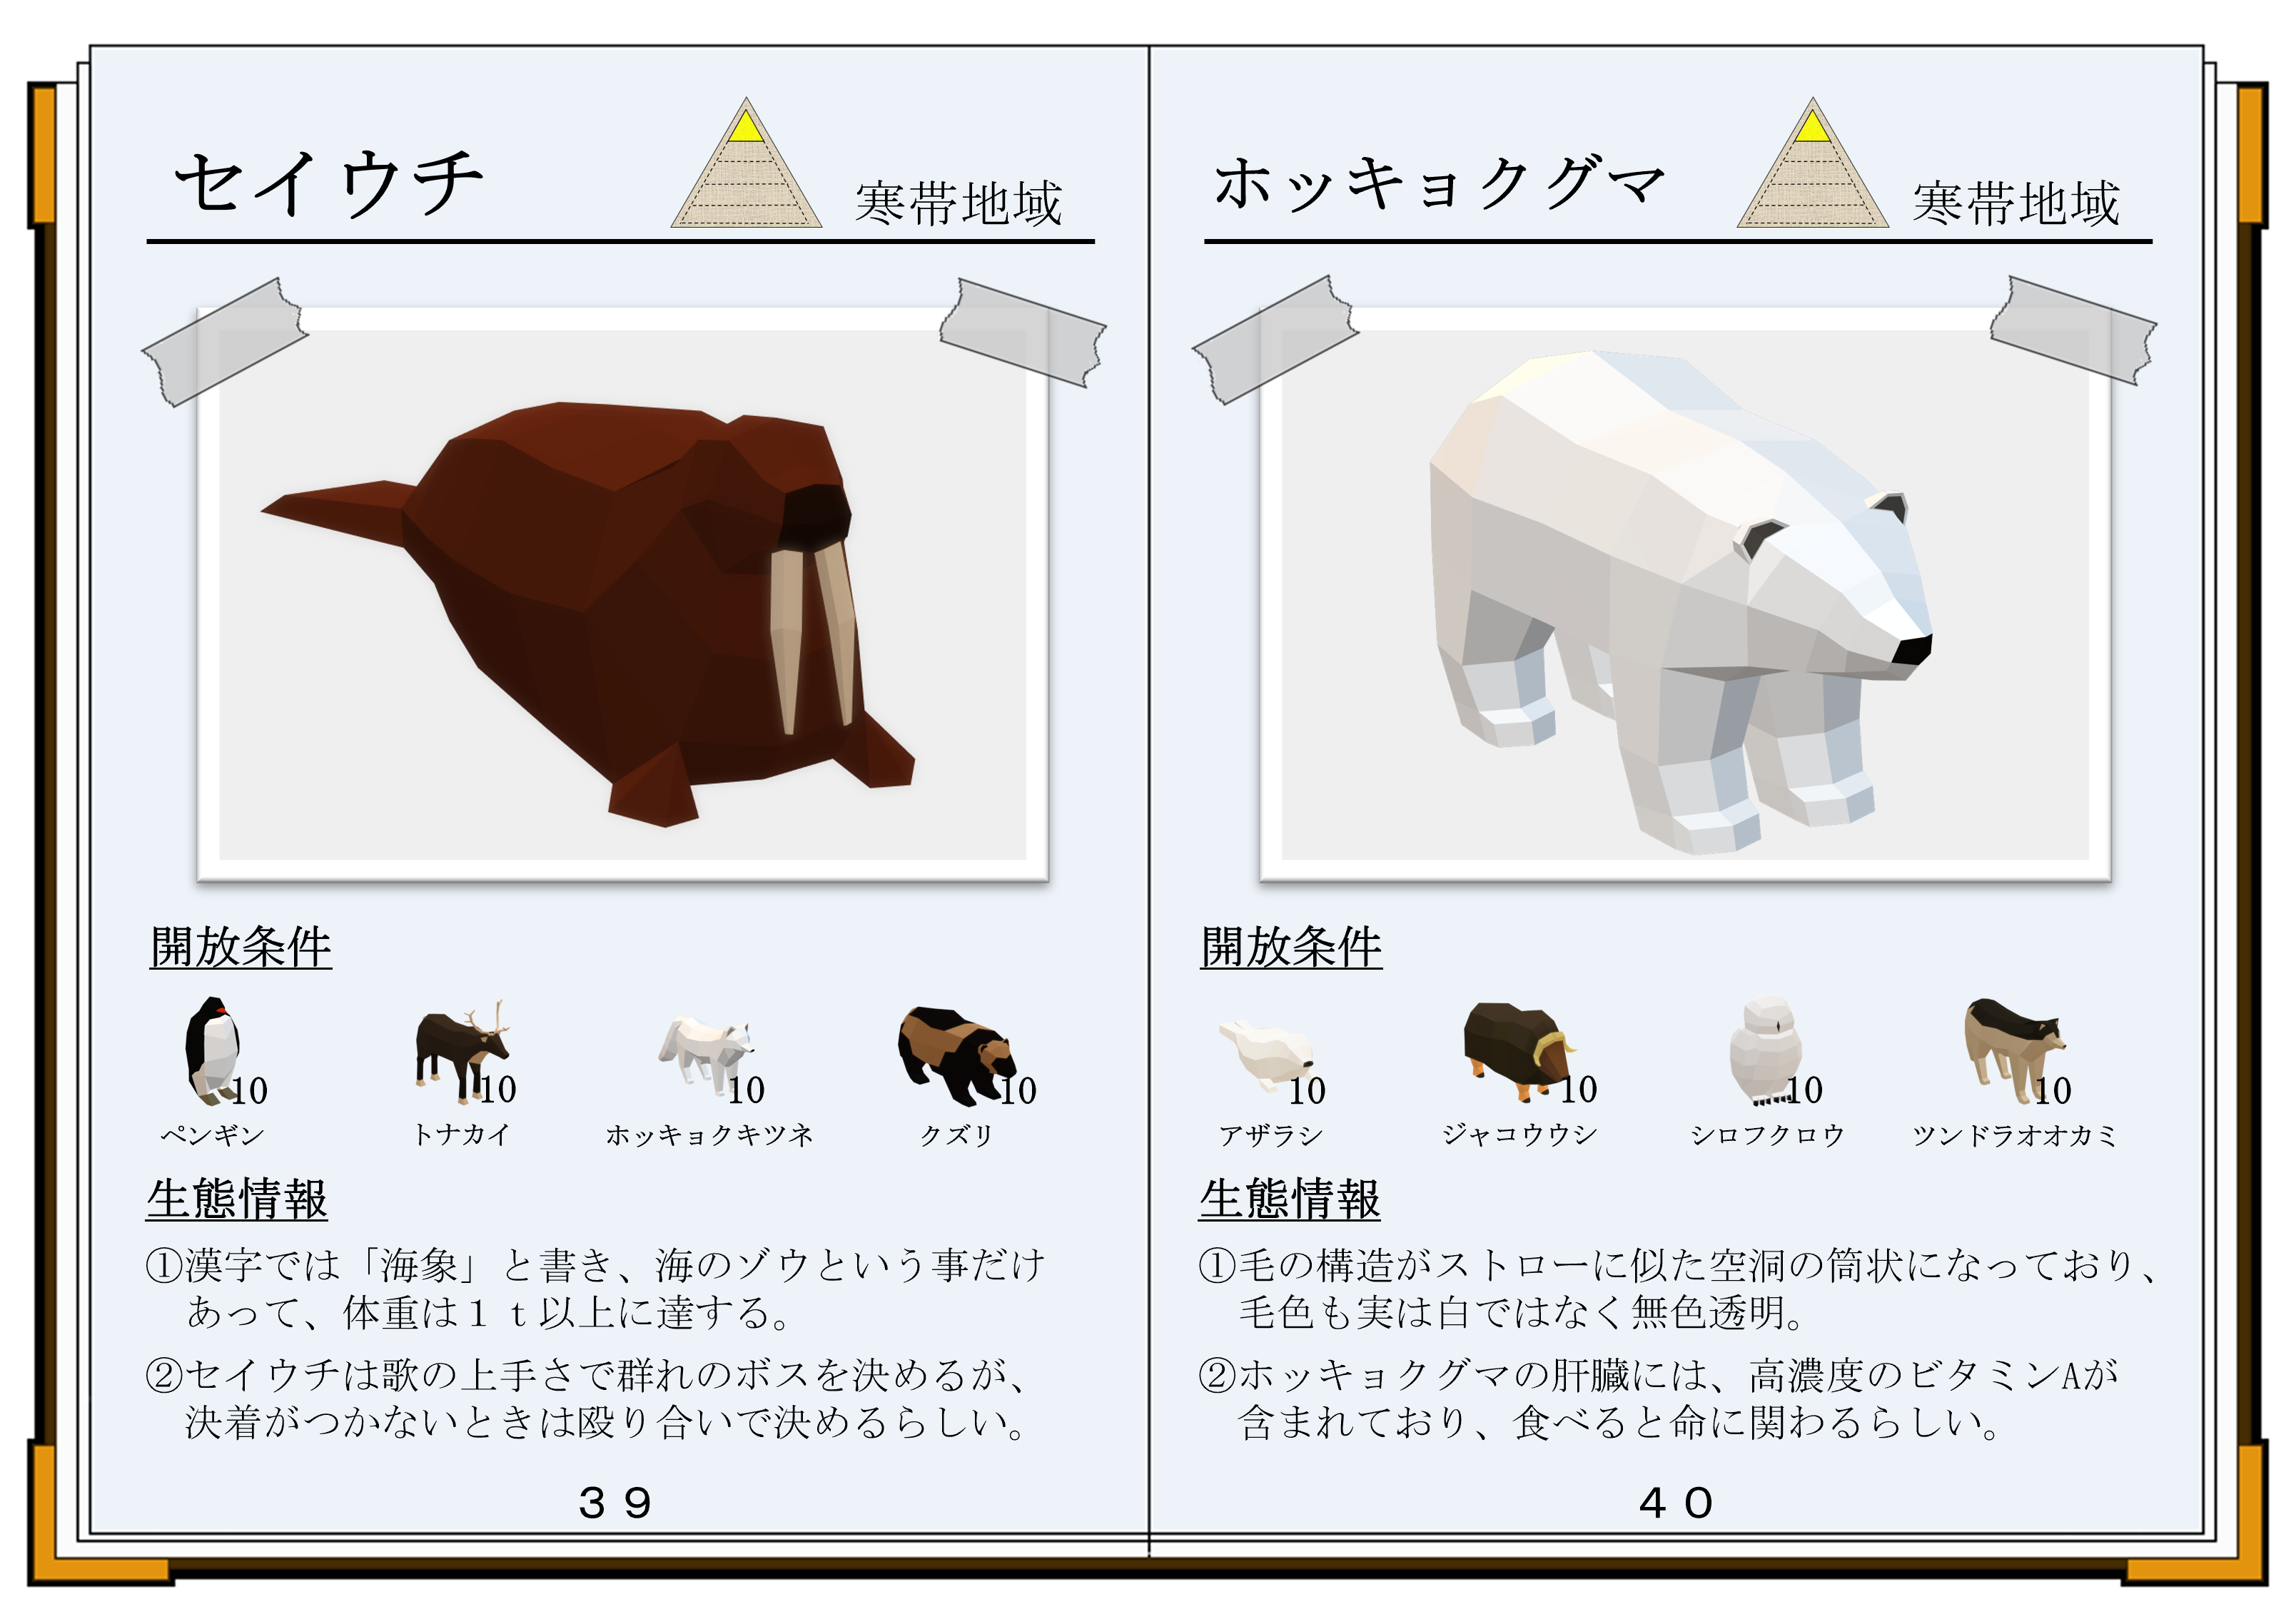 セイウチ
寒帯地域
開放条件
10
10
10
10
ペンギン
トナカイ
ホッキョクキツネ
クズリ
生態情報
①漢字では「海象」と書き、海のゾウという事だけ
あって、体重は１ｔ以上に達する。
②セイウチは歌の上手さで群れのボスを決めるが、
決着がつかないときは殴り合いで決めるらしい。
３９
ホッキョクグマ
寒帯地域
開放条件
10
10
10
10
アザラシ
ジャコウウシ
シロフクロウ
ツンドラオオカミ
生態情報
①毛の構造がストローに似た空洞の筒状になっており、
毛色も実は白ではなく無色透明。
②ホッキョクグマの肝臓には、高濃度のビタミンAが
含まれており、食べると命に関わるらしい。
４０